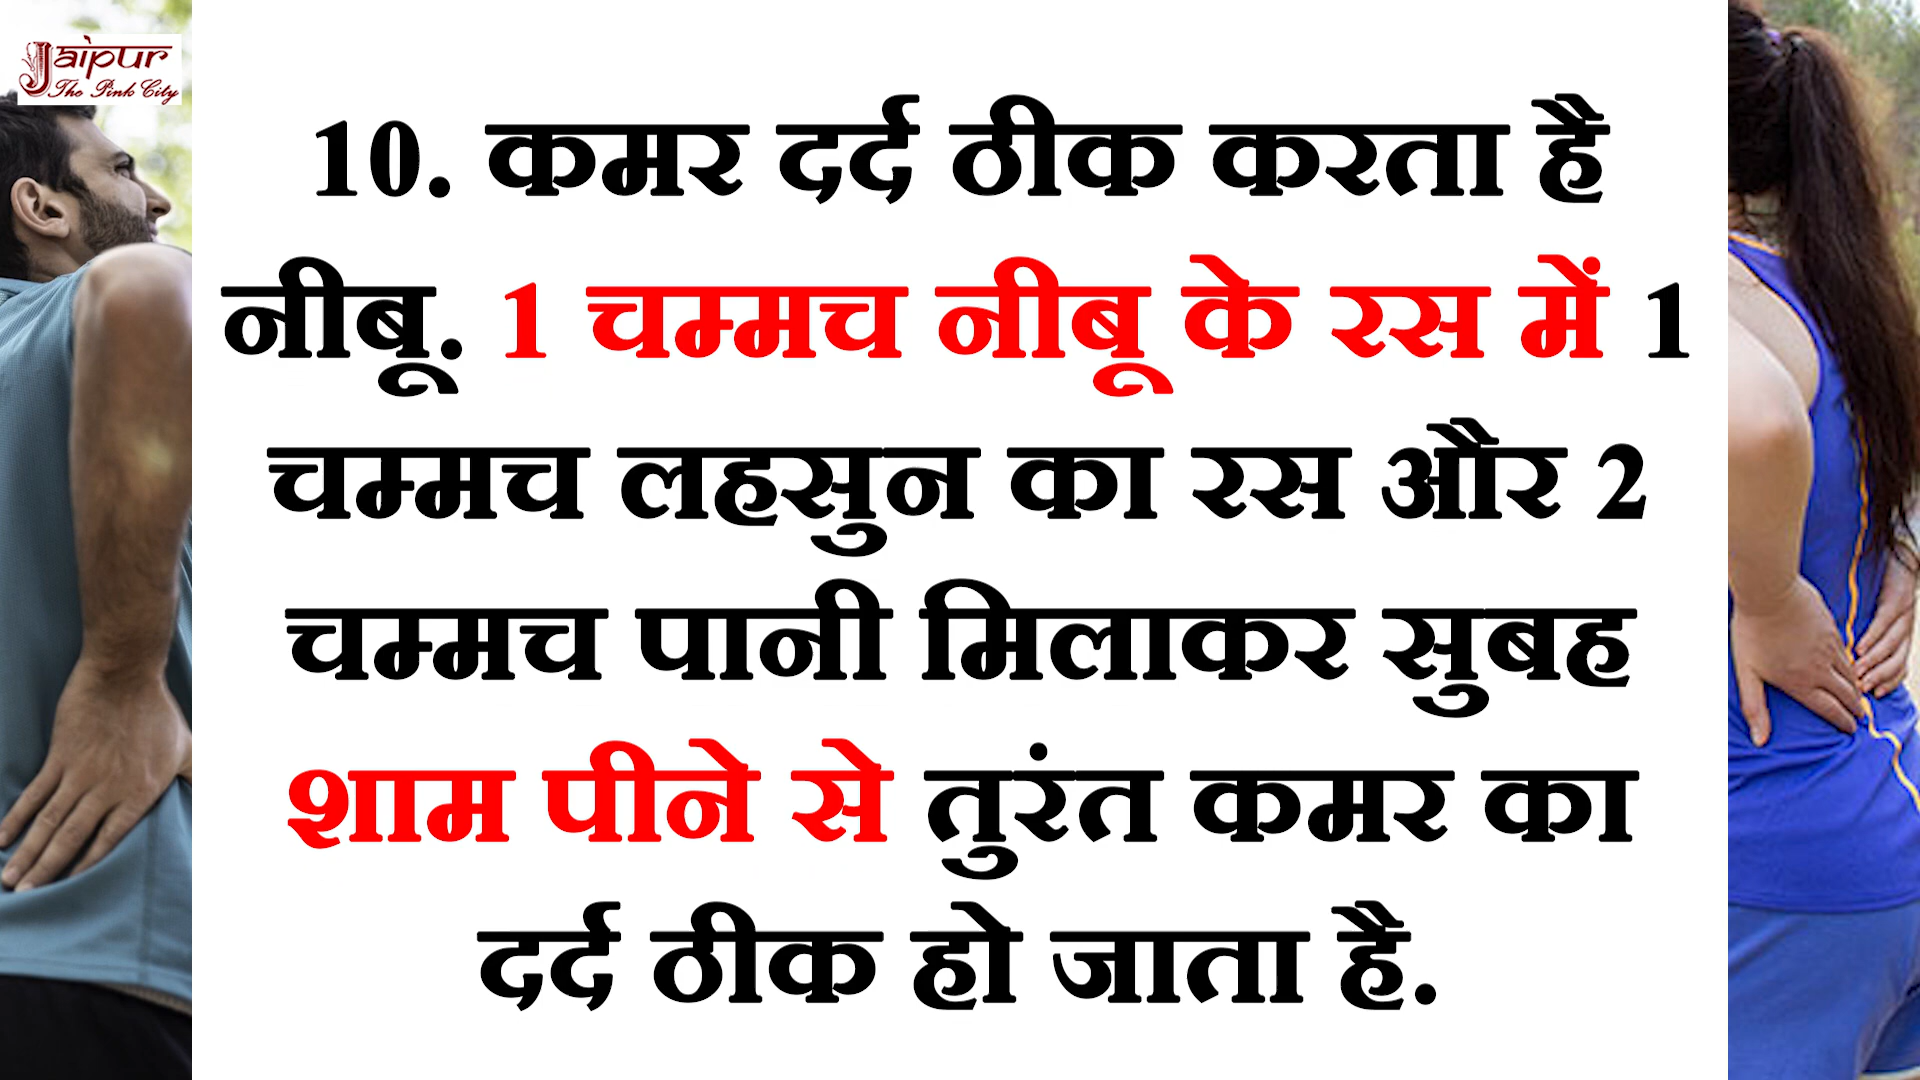 Jaipur
The Pink City
10. कमर दर्द ठीक करता है
नीबू. 1 चम्मच नीबू के रस में 1
चम्मच लहसुन का रस और 2
चम्मच पानी मिलाकर सुबह
शाम पीने से तुरंत कमर का
दर्द ठीक हो जाता है.